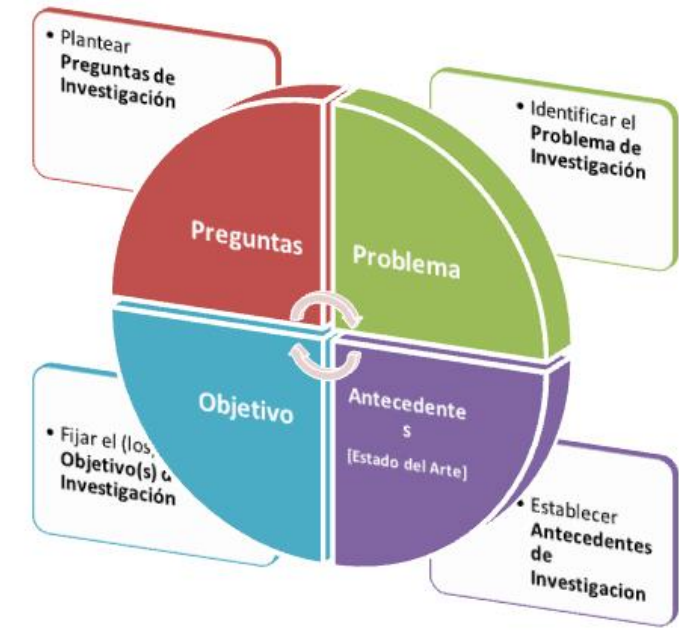 • Plantear
Preguntas de
Investigación
• Identificar el
Problema de
Investigación
Preguntas
Problema
Objetivo
Antecedente
s
[Estado del Arte]
• Fijar el (los
Objetivo(s)
Investigación
• Establecer
Antecedentes
de
Investigacion